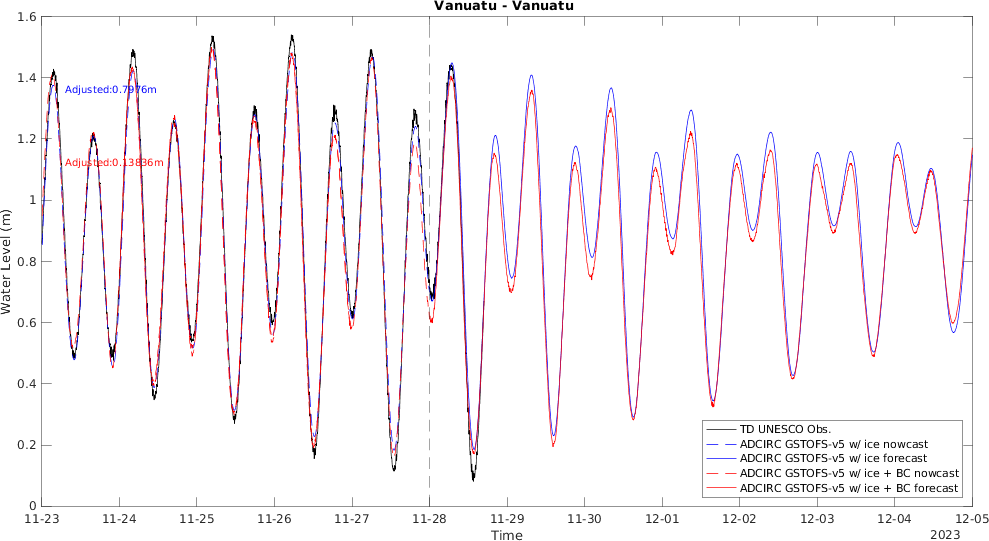 Vanuatu - Vanuatu
1.6
1.4
1.2
1
0.8
0.6
0.4
0.2
0
Water Level (m)
Adjusted:0.7976m
Adjusted:0.13836m
TD UNESCO Obs.
ADCIRC GSTOFS-v5 w/ ice nowcast
ADCIRC GSTOFS-v5 w/ ice forecast
ADCIRC GSTOFS-v5 w/ ice + BC nowcast
ADCIRC GSTOFS-v5 w/ ice + BC forecast
11-23 11-24 11-25 11-26 11-27 11-28 11-29 11-30 12-01 12-02 12-03 12-04 12-05
Time
2023